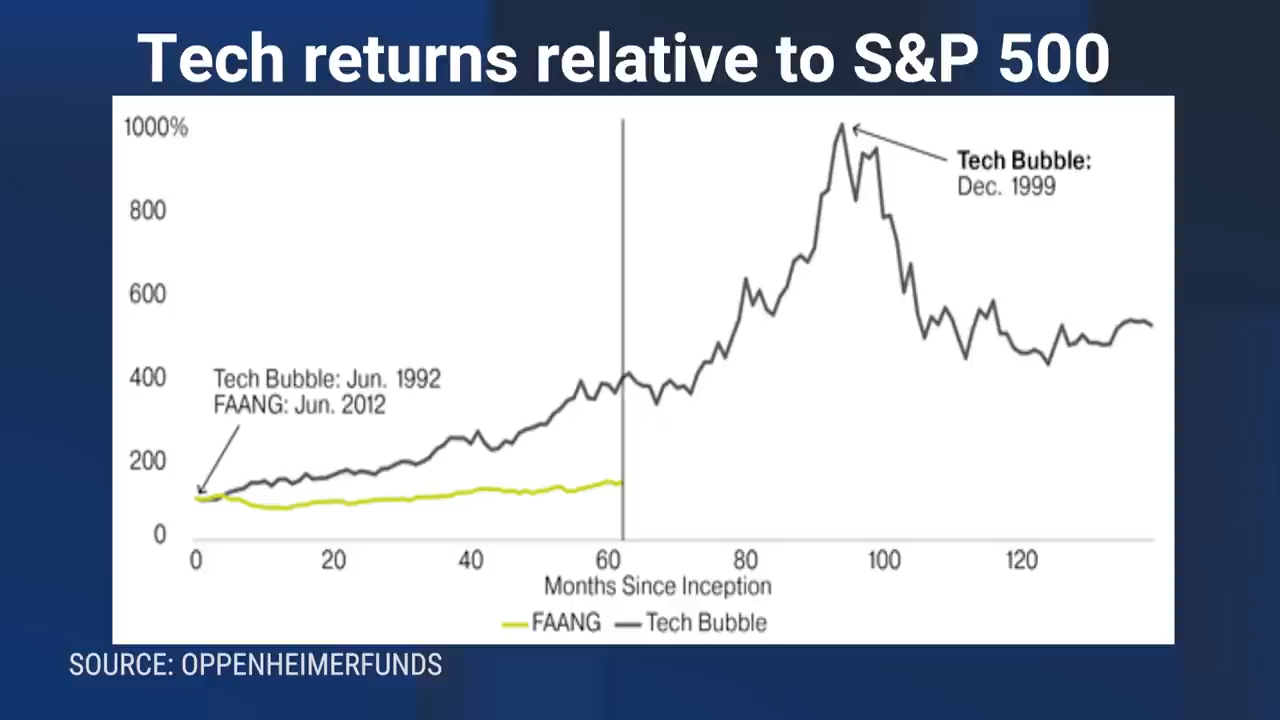 Tech returns relative to S&P 500
1000%
800
600
400
200
0
Tech Bubble:
Dec. 1999
Tech Bubble: Jun. 1992
FAANG: Jun. 2012
0 20 40 60 80 100 120
Months Since Inception
FAANG Tech Bubble
SOURCE: OPPENHEIMERFUNDS